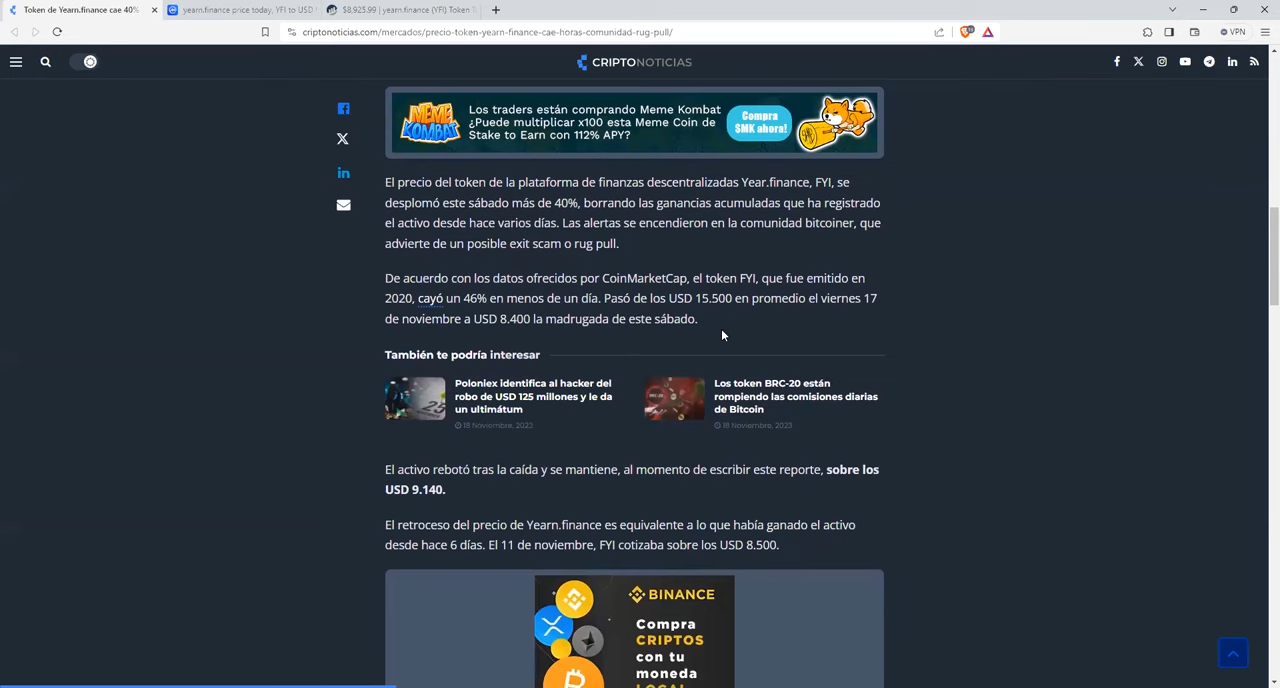 Token de Yearn.finance cae 40%
yearn.finance price today, YFI to USD
$8,925.99 | yearn.finance (YFI) Token T
criptonoticias.com/mercados/precio-token-yearn-finance-cae-horas-comunidad-rug-pull/
VPN
CRIPTONOTICIAS
MEME KOMBAT
Los traders están comprando Meme Kombat
¿Puede multiplicar x100 esta Meme Coin de
Stake to Earn con 112% APY?
Compra
$MK ahora!
El precio del token de la plataforma de finanzas descentralizadas Year.finance, FYI, se
desplomó este sábado más de 40%, borrando las ganancias acumuladas que ha registrado
el activo desde hace varios días. Las alertas se encendieron en la comunidad bitcoiner, que
advierte de un posible exit scam o rug pull.
De acuerdo con los datos ofrecidos por CoinMarketCap, el token FYI, que fue emitido en
2020, cayó un 46% en menos de un día. Pasó de los USD 15.500 en promedio el viernes 17
de noviembre a USD 8.400 la madrugada de este sábado.
También te podría interesar
Poloniex identifica al hacker del
robo de USD 125 millones y le da
un ultimátum
18 Noviembre, 2023
Los token BRC-20 están
rompiendo las comisiones diarias
de Bitcoin
18 Noviembre, 2023
El activo rebotó tras la caída y se mantiene, al momento de escribir este reporte, sobre los
USD 9.140.
El retroceso del precio de Yearn.finance es equivalente a lo que había ganado el activo
desde hace 6 días. El 11 de noviembre, FYI cotizaba sobre los USD 8.500.
BINANCE
Compra
CRIPTOS
con tu
moneda
LOCAL